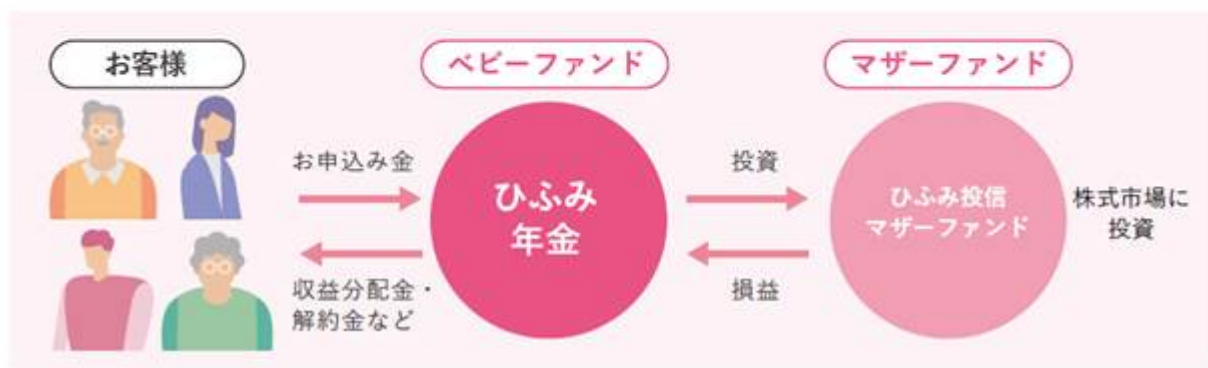 お客様
ベビーファンド
マザーファンド
お申込み金
収益分配金・
解約金など
ひふみ
年金
投資
損益
ひふみ投信
マザーファンド
株式市場に
投資